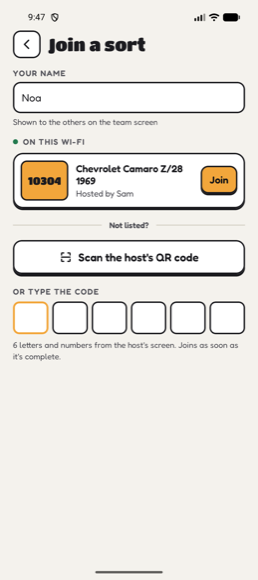 9:47
Join a sort
YOUR NAME
Noa
Shown to the others on the team screen
ON THIS WI-FI
10304
Chevrolet Camaro Z/28
1969
Hosted by Sam
Join
Not listed?
Scan the host's QR code
OR TYPE THE CODE
6 letters and numbers from the host's screen. Joins as soon as
it's complete.